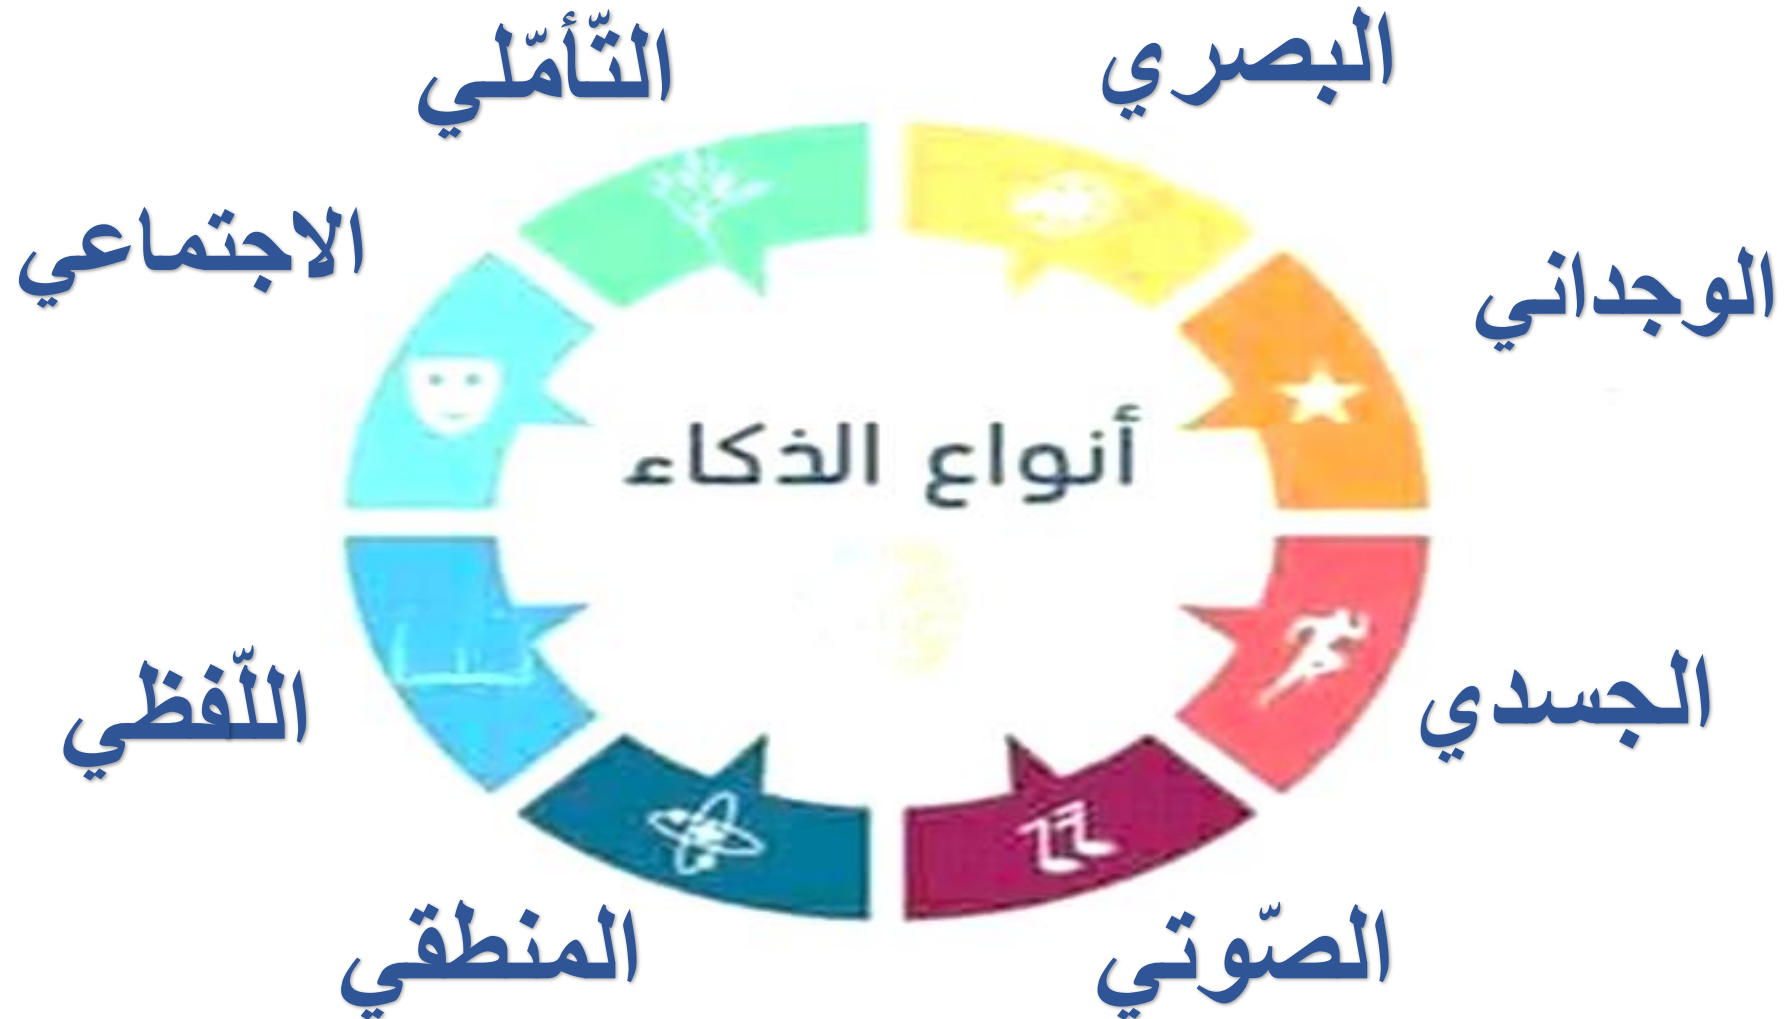 البصري
التّأمّلي
الاجتماعي
الوجداني
أنواع الذكاء
اللّفظي
الجسدي
المنطقي
الصّوتي